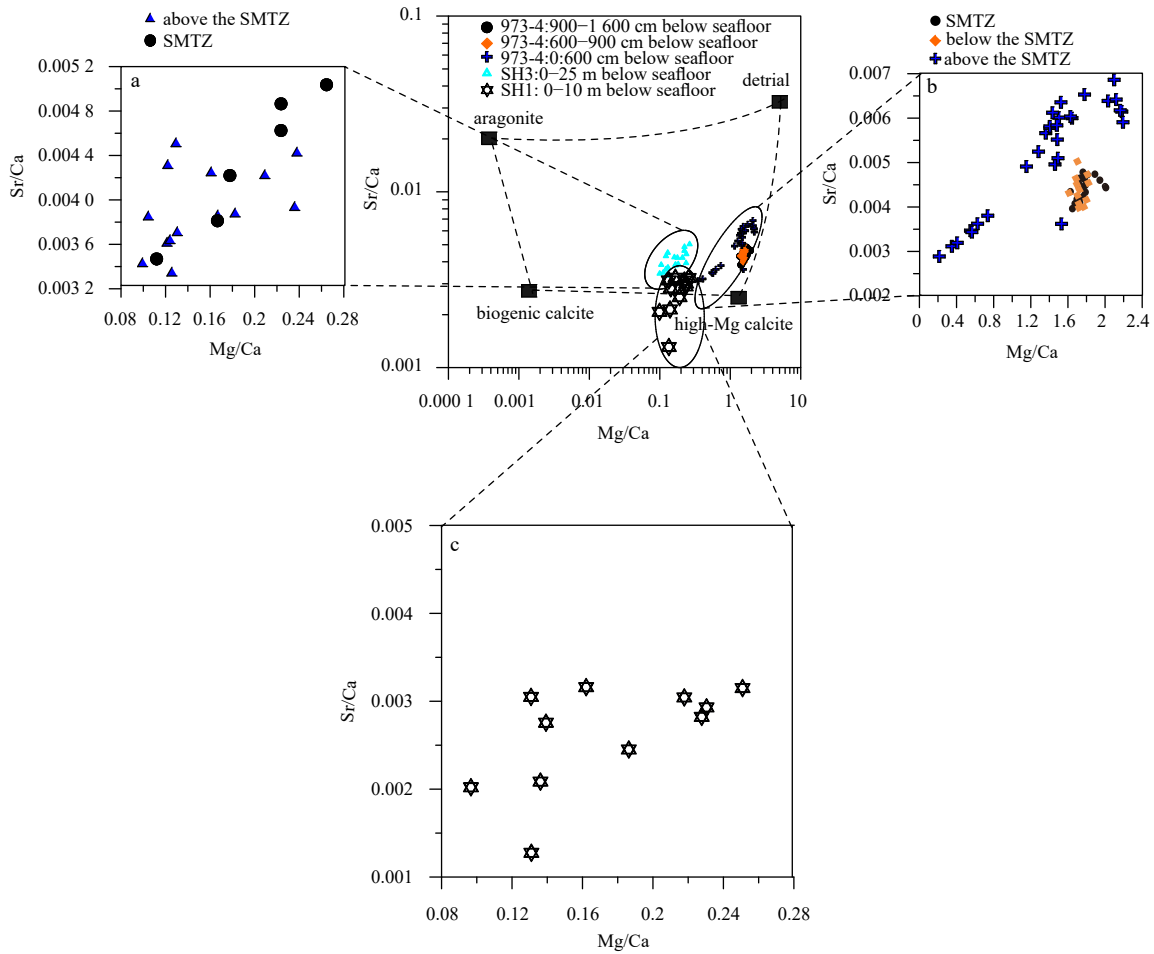 above the SMTZ
SMTZ
a
0.005 2
0.004 8
0.004 4
0.004 0
0.003 6
0.003 2
Sr/Ca
0.08 0.12 0.16 0.20 0.24 0.28
Mg/Ca
0.1
0.01
0.001
Sr/Ca
973-4:900−1 600 cm below seafloor
973-4:600−900 cm below seafloor
973-4:0:600 cm below seafloor
SH3:0−25 m below seafloor
SH1: 0−10 m below seafloor
detrial
aragonite
biogenic calcite
high-Mg calcite
0.000 1 0.001 0.01 0.1 1 10
Mg/Ca
SMTZ
below the SMTZ
above the SMTZ
b
0.007
0.006
0.005
0.004
0.003
0.002
Sr/Ca
0 0.4 0.8 1.2 1.6 2 2.4
Mg/Ca
c
0.005
0.004
0.003
0.002
0.001
Sr/Ca
0.08 0.12 0.16 0.2 0.24 0.28
Mg/Ca